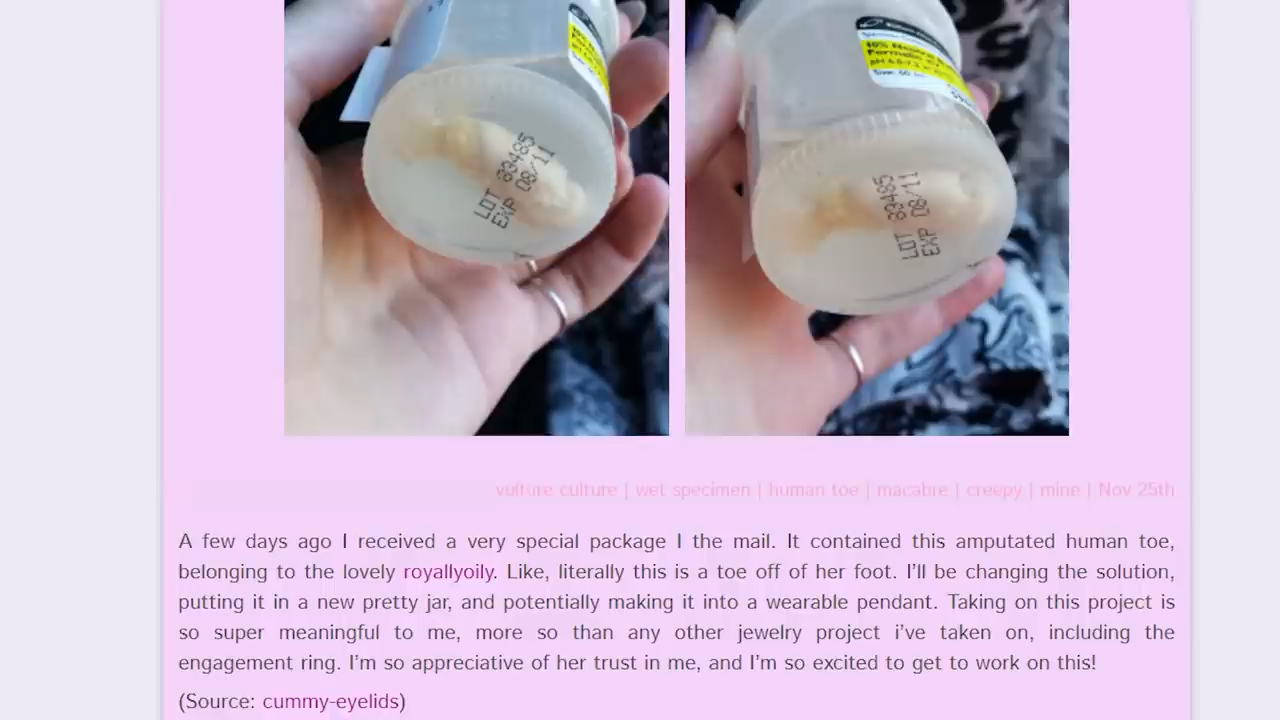 10%
LOT 89485
EXP 08/11
LOT 89485
EXP 08/11
vulture culture | wet specimen | human toe | macabre | creepy | mine | Nov 25th
A few days ago I received a very special package I the mail. It contained this amputated human toe,
belonging to the lovely royallyoily. Like, literally this is a toe off of her foot. I'll be changing the solution,
putting it in a new pretty jar, and potentially making it into a wearable pendant. Taking on this project is
so super meaningful to me, more so than any other jewelry project i've taken on, including the
engagement ring. I'm so appreciative of her trust in me, and I'm so excited to get to work on this!
(Source: cummy-eyelids)